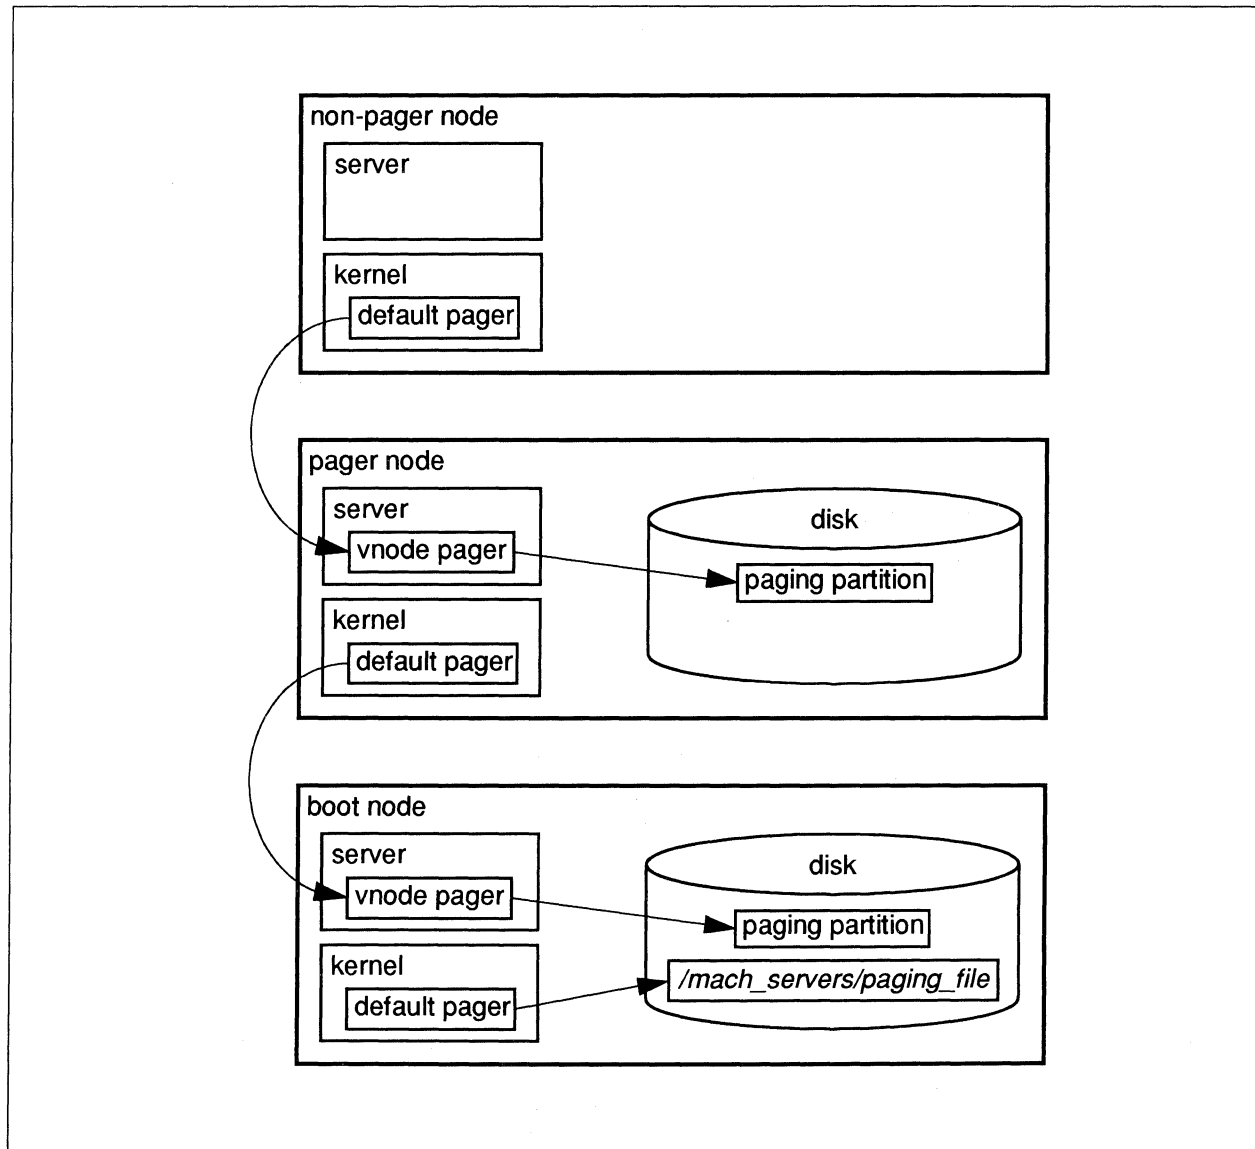 non-pager node
server
kernel
default pager
pager node
server
vnode pager
kernel
default pager
disk
paging partition
boot node
server
vnode pager
kernel
default pager
disk
paging partition
/mach_servers/paging_file